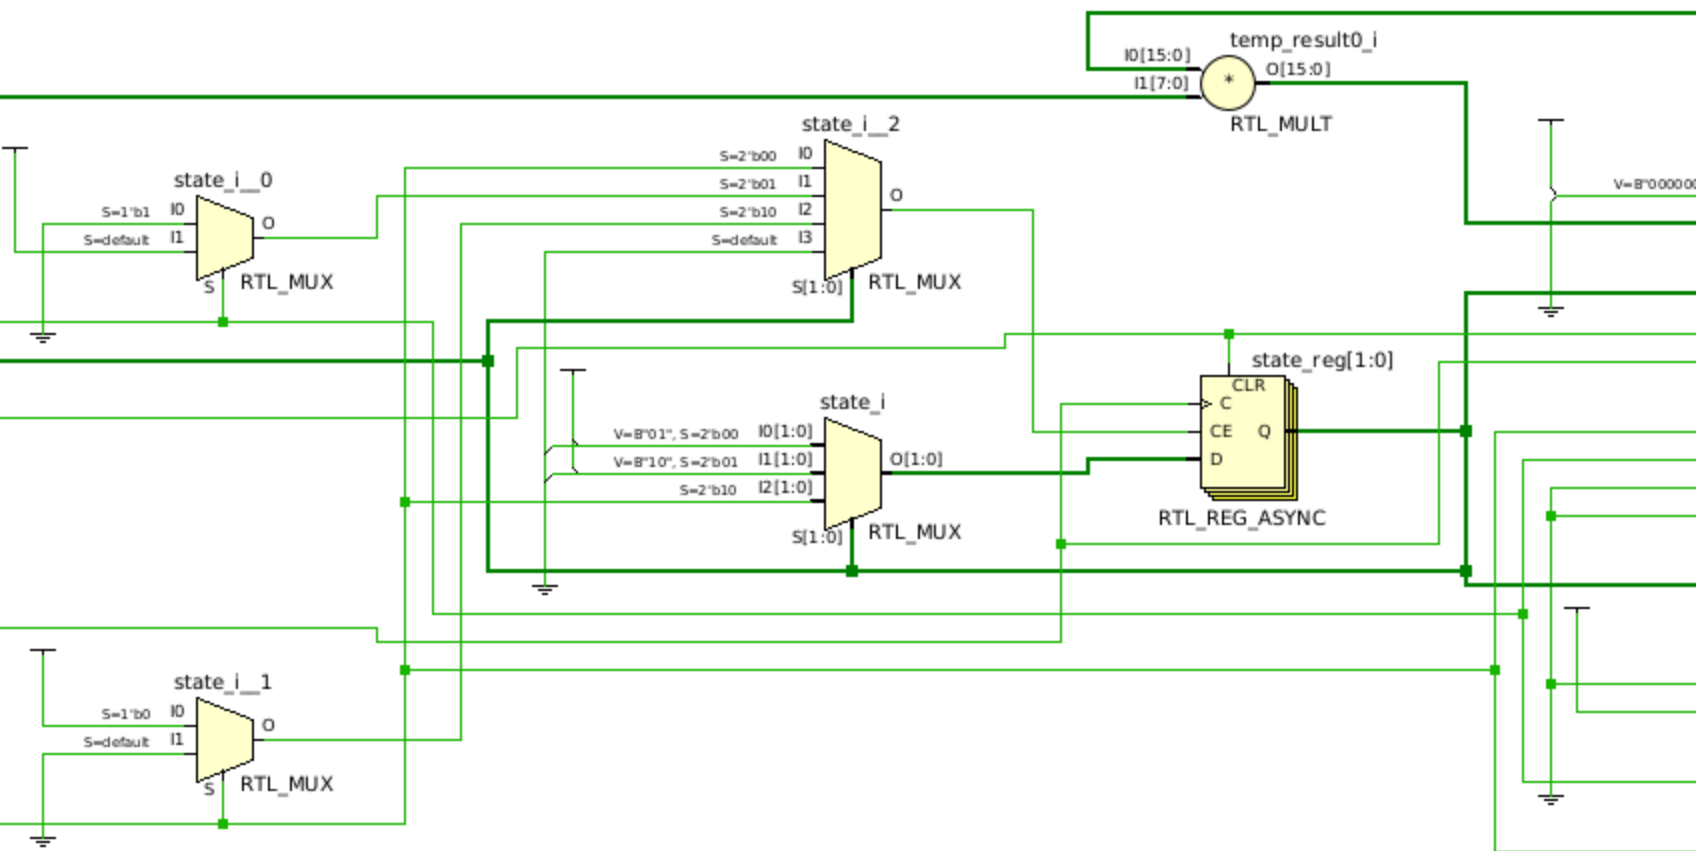 temp_result0_i
I0[15:0]
O[15:0]
I1[7:0]
*
RTL_MULT
state_i__2
S=2'b00 I0
S=2'b01 I1
O
S=2'b10 I2
S=default I3
S[1:0]
RTL_MUX
state_i__0
S=1'b1 I0
O
S=default I1
S
RTL_MUX
V=B"000000
state_reg[1:0]
CLR
C
CE Q
D
RTL_REG_ASYNC
state_i
V=B"01", S=2'b00 I0[1:0]
V=B"10", S=2'b01 I1[1:0]
O[1:0]
S=2'b10 I2[1:0]
S[1:0]
RTL_MUX
state_i__1
S=1'b0 I0
O
S=default I1
S
RTL_MUX